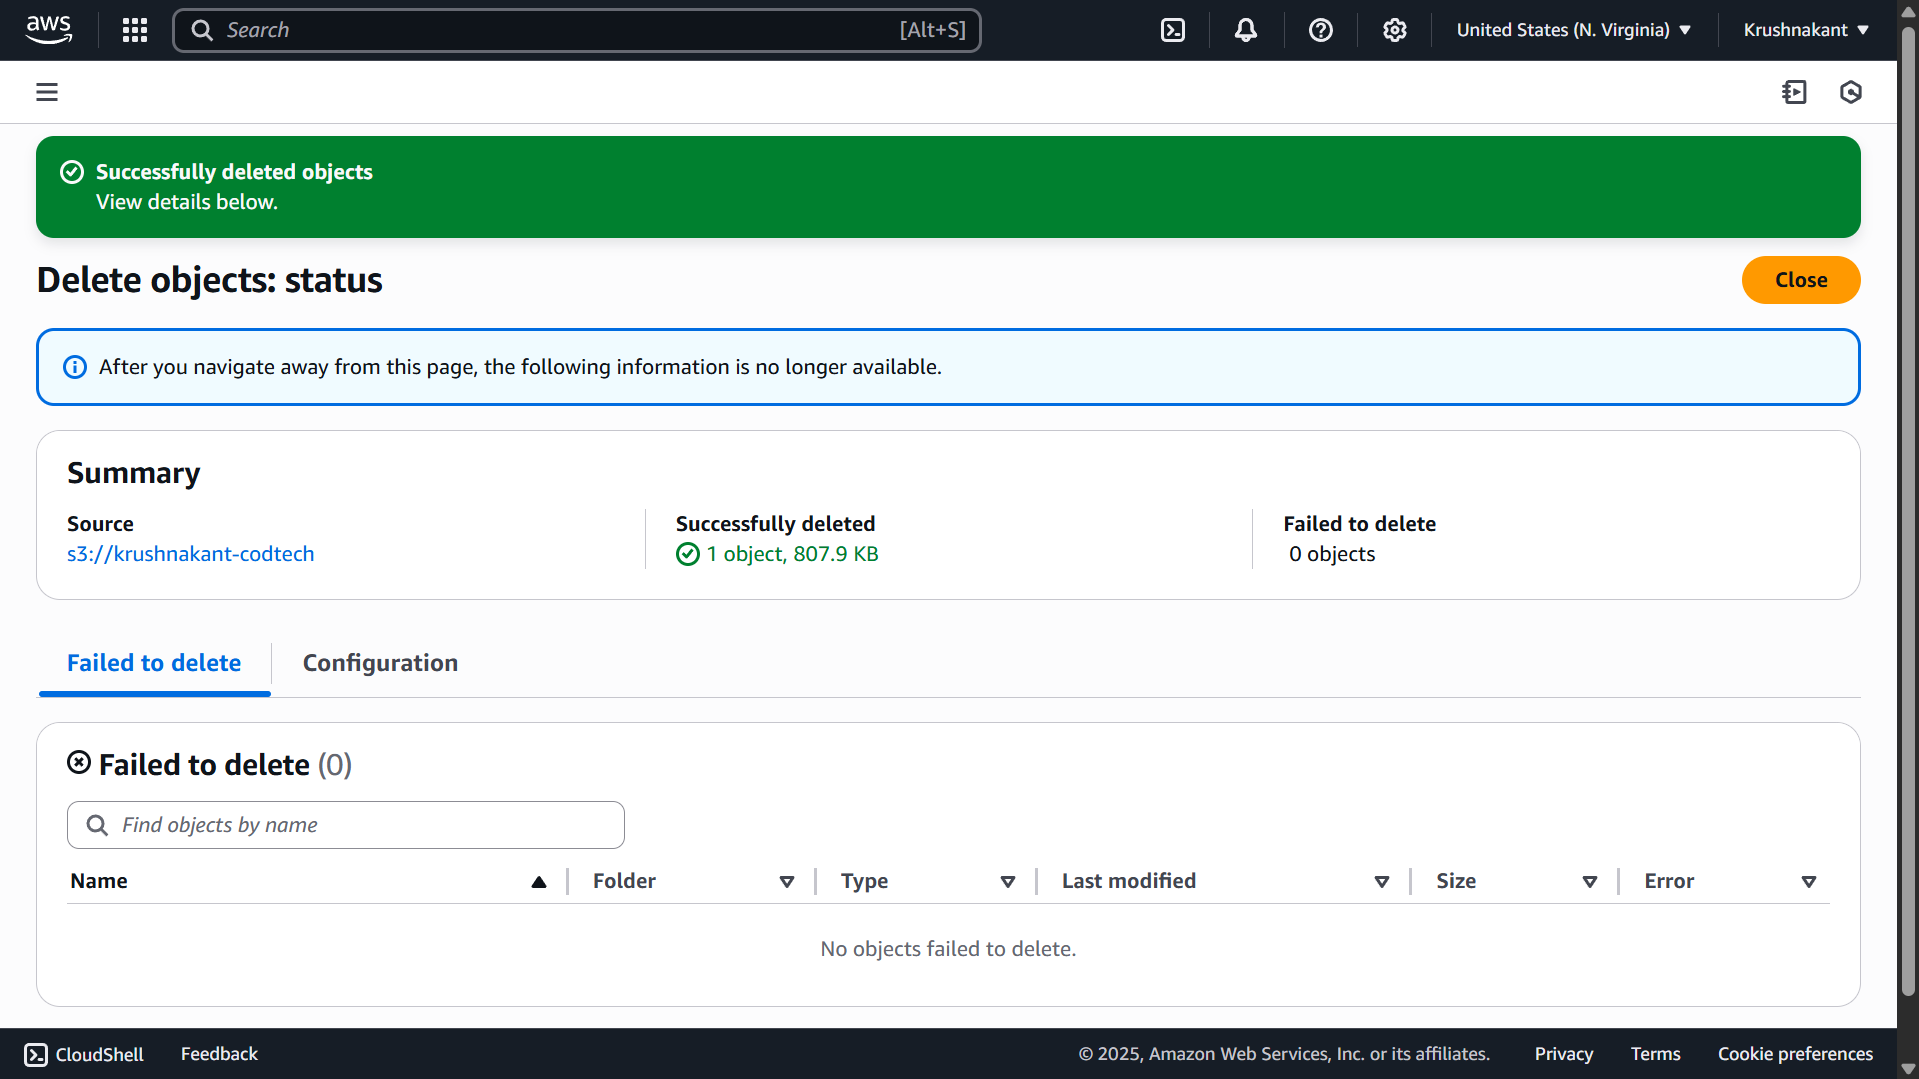 aws
Search
[Alt+S]
United States (N. Virginia)
Krushnakant
Successfully deleted objects
View details below.
Delete objects: status
Close
After you navigate away from this page, the following information is no longer available.
Summary
Source
s3://krushnakant-codtech
Successfully deleted
1 object, 807.9 KB
Failed to delete
0 objects
Failed to delete
Configuration
Failed to delete (0)
Find objects by name
Name
Folder
Type
Last modified
Size
Error
No objects failed to delete.
CloudShell
Feedback
© 2025, Amazon Web Services, Inc. or its affiliates.
Privacy
Terms
Cookie preferences